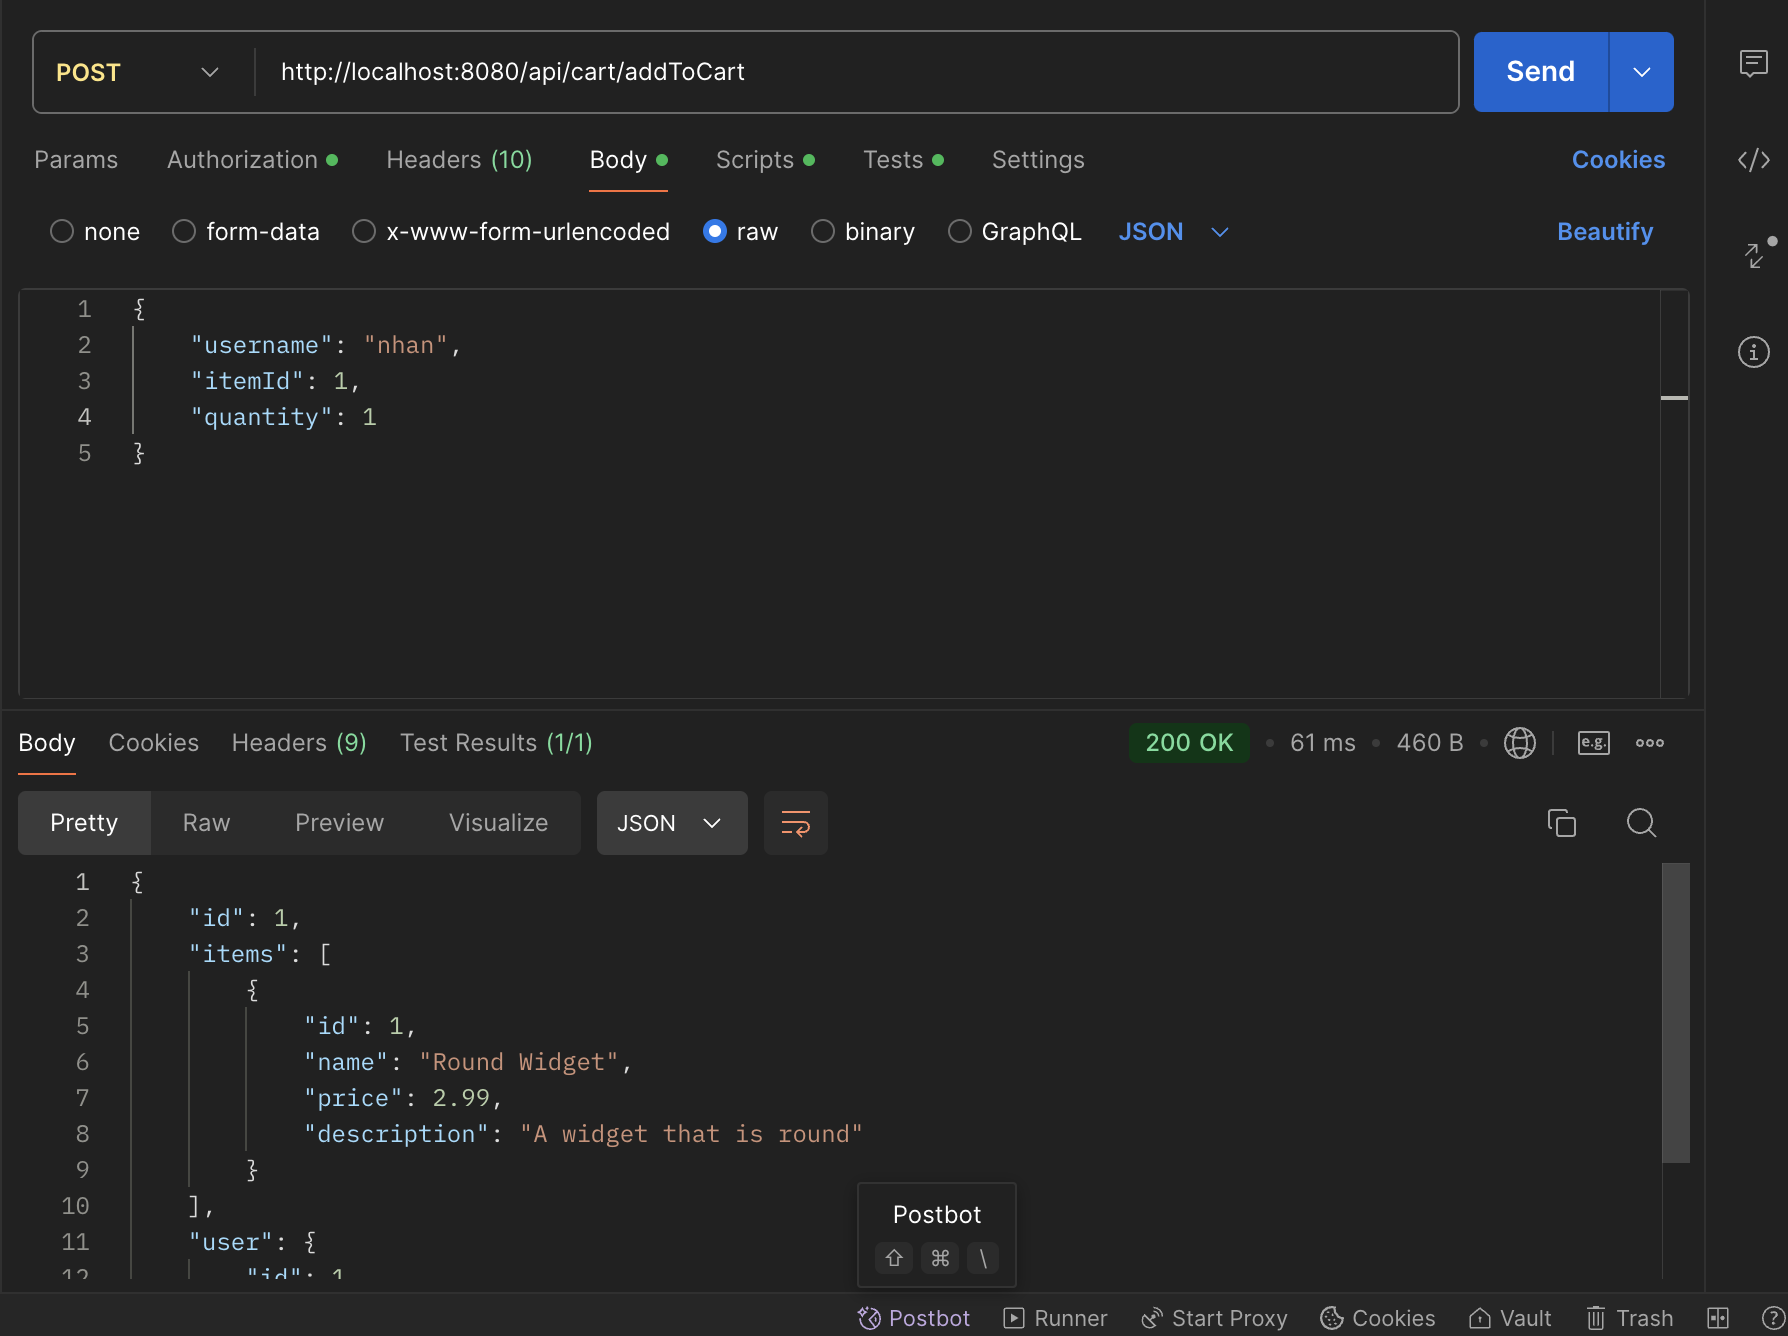 POST http://localhost:8080/api/cart/addToCart Send
Params Authorization Headers (10) Body Scripts Tests Settings Cookies
none form-data x-www-form-urlencoded raw binary GraphQL JSON Beautify
1 {
2 "username": "nhan",
3 "itemId": 1,
4 "quantity": 1
5 }
Body Cookies Headers (9) Test Results (1/1) 200 OK 61 ms 460 B e.g.
Pretty Raw Preview Visualize JSON
1 {
2 "id": 1,
3 "items": [
4 {
5 "id": 1,
6 "name": "Round Widget",
7 "price": 2.99,
8 "description": "A widget that is round"
9 }
10 ],
11 "user": {
12 "id": 1
Postbot
⇧ ⌘ \
Postbot Runner Start Proxy Cookies Vault Trash